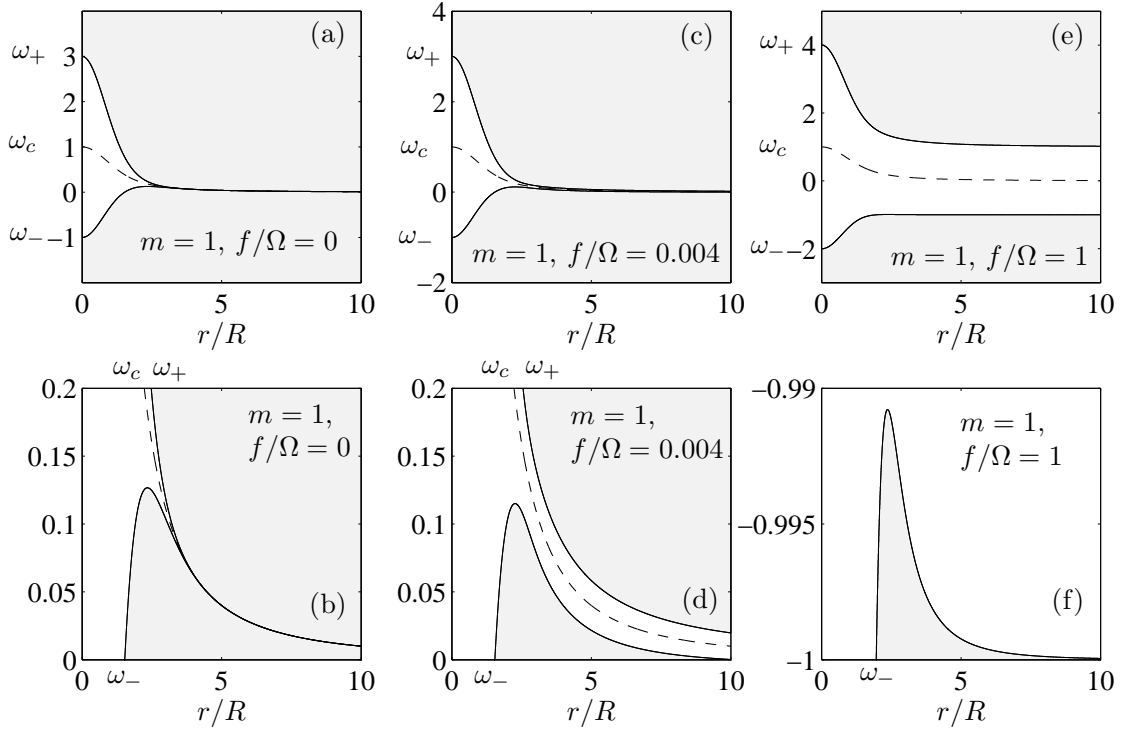 (a)
ω+ 3
2
ωc 1
0
ω− −1
m = 1, f/Ω = 0
0 5 10
r/R
(c)
4
ω+
2
ωc
0
ω−
−2
m = 1, f/Ω = 0.004
0 5 10
r/R
(e)
ω+ 4
2
ωc
0
ω− −2
m = 1, f/Ω = 1
0 5 10
r/R
ωc ω+
0.2
0.15
0.1
0.05
0
m = 1,
f/Ω = 0
(b)
0 ω− 5 10
r/R
ωc ω+
0.2
0.15
0.1
0.05
0
m = 1,
f/Ω = 0.004
(d)
0 ω− 5 10
r/R
−0.99
−0.995
−1
m = 1,
f/Ω = 1
(f)
0 ω− 5 10
r/R